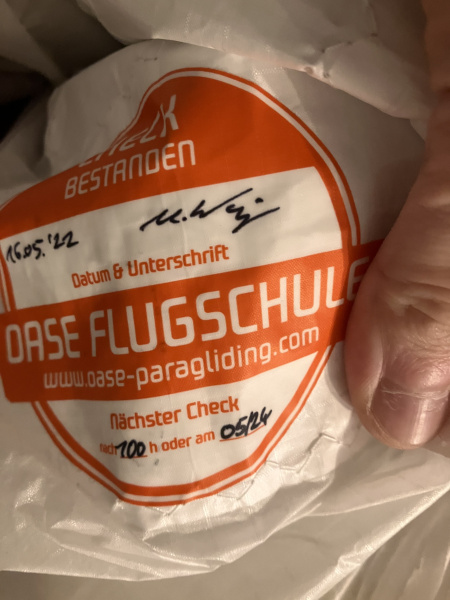 CHECK
BESTANDEN
16.05.'22
Datum & Unterschrift
OASE FLUGSCHULE
www.oase-paragliding.com
Nächster Check
nach 100 h oder am 05/24